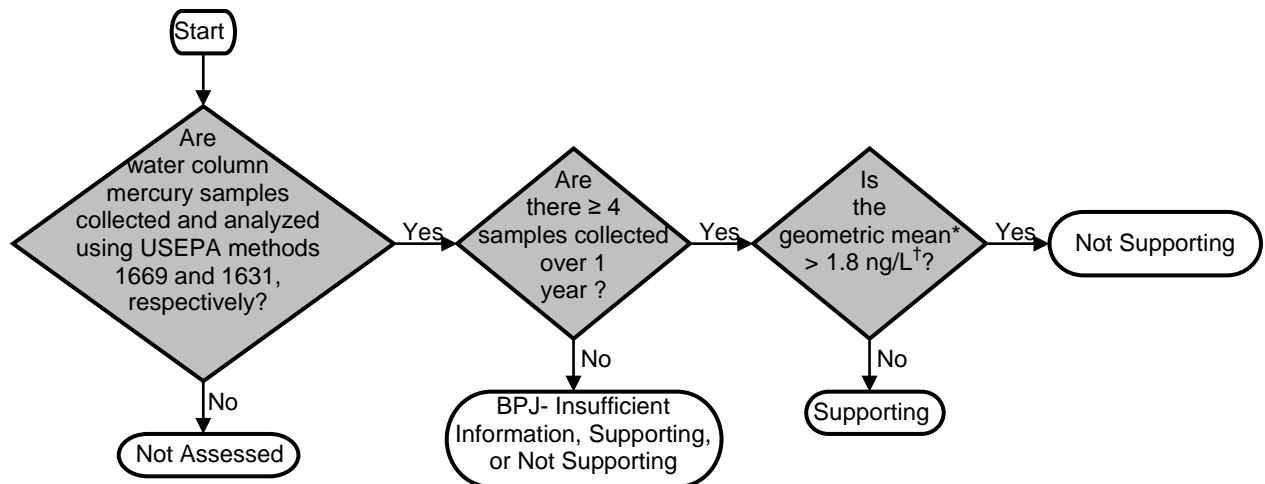 Start
Are
water column
mercury samples
collected and analyzed
using USEPA methods
1669 and 1631,
respectively?
Yes
No
Not Assessed
Are
there ≥ 4
samples collected
over 1
year ?
Yes
No
BPJ- Insufficient
Information, Supporting,
or Not Supporting
Is
the
geometric mean*
> 1.8 ng/L†?
Yes
No
Supporting
Not Supporting